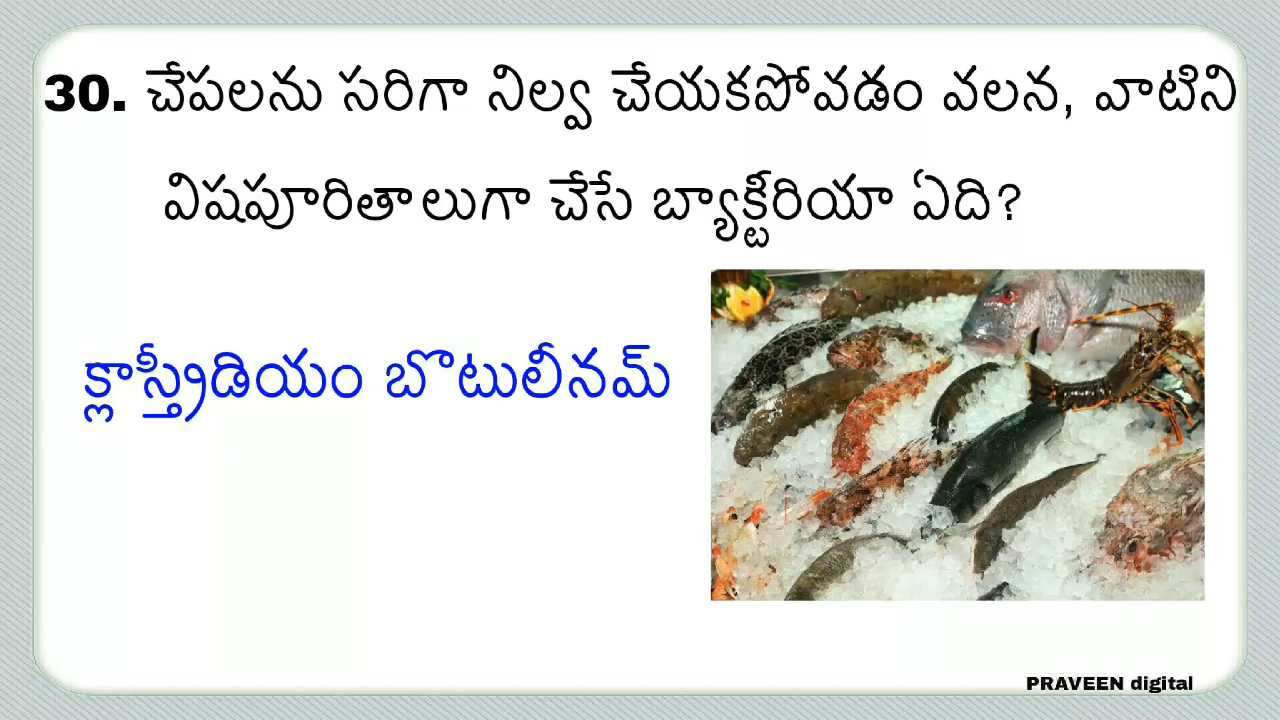 30. చేపలను సరిగా నిల్వ చేయకపోవడం వలన, వాటిని
విషపూరితాలుగా చేసే బ్యాక్టీరియా ఏది?
క్లాస్త్రీడియం బొటులీనమ్
PRAVEEN digital